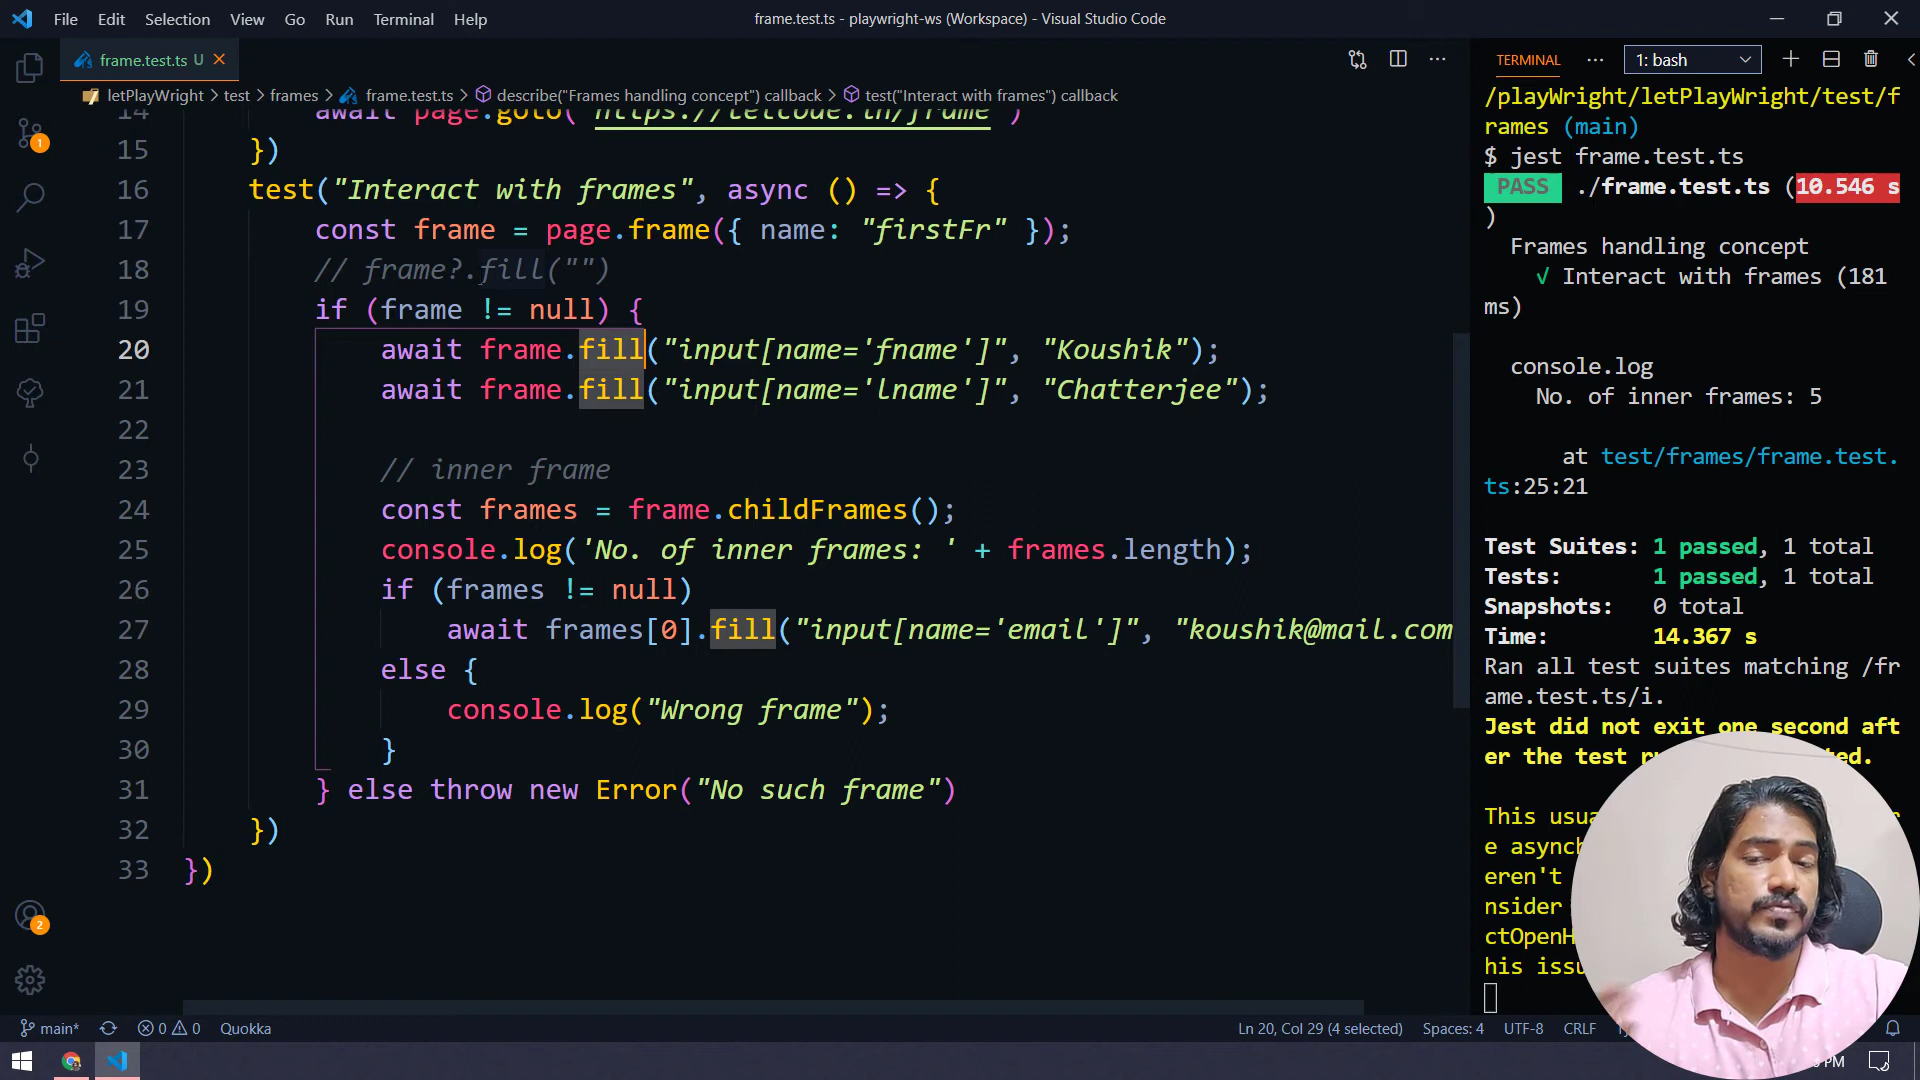 File Edit Selection View Go Run Terminal Help
frame.test.ts - playwright-ws (Workspace) - Visual Studio Code
frame.test.ts U
letPlayWright > test > frames > frame.test.ts > describe("Frames handling concept") callback > test("Interact with frames") callback
14 await page.goto("https://letcode.in/frame")
15 })
16 test("Interact with frames", async () => {
17 const frame = page.frame({ name: "firstFr" });
18 // frame?.fill("")
19 if (frame != null) {
20 await frame.fill("input[name='fname']", "Koushik");
21 await frame.fill("input[name='lname']", "Chatterjee");
22
23 // inner frame
24 const frames = frame.childFrames();
25 console.log('No. of inner frames: ' + frames.length);
26 if (frames != null)
27 await frames[0].fill("input[name='email']", "koushik@mail.com
28 else {
29 console.log("Wrong frame");
30 }
31 } else throw new Error("No such frame")
32 })
33 })
TERMINAL
1: bash
/playWright/letPlayWright/test/f
rames (main)
$ jest frame.test.ts
PASS ./frame.test.ts (10.546 s
)
Frames handling concept
√ Interact with frames (181
ms)
console.log
No. of inner frames: 5
at test/frames/frame.test.
ts:25:21
Test Suites: 1 passed, 1 total
Tests: 1 passed, 1 total
Snapshots: 0 total
Time: 14.367 s
Ran all test suites matching /fr
ame.test.ts/i.
Jest did not exit one second aft
er the test
This
e
eren't
nsider
his
1
2
main*
0 0
Quokka
Ln 20, Col 29 (4 selected)
Spaces: 4
UTF-8
CRLF
PM